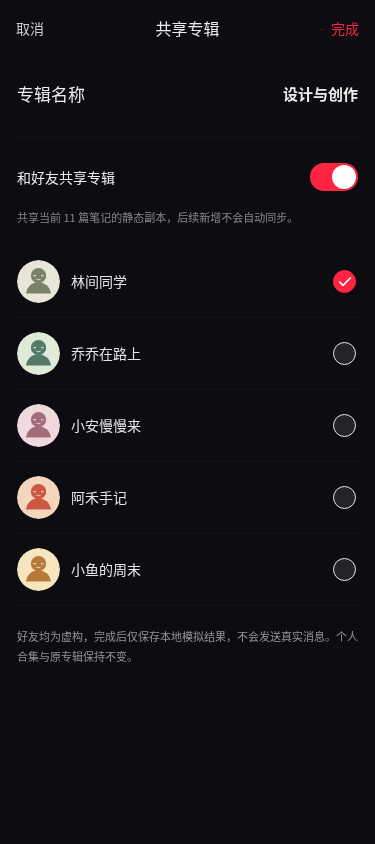 取消 共享专辑 完成
专辑名称 设计与创作
和好友共享专辑
共享当前 11 篇笔记的静态副本，后续新增不会自动同步。
林间同学
乔乔在路上
小安慢慢来
阿禾手记
小鱼的周末
好友均为虚构，完成后仅保存本地模拟结果，不会发送真实消息。个人
合集与原专辑保持不变。